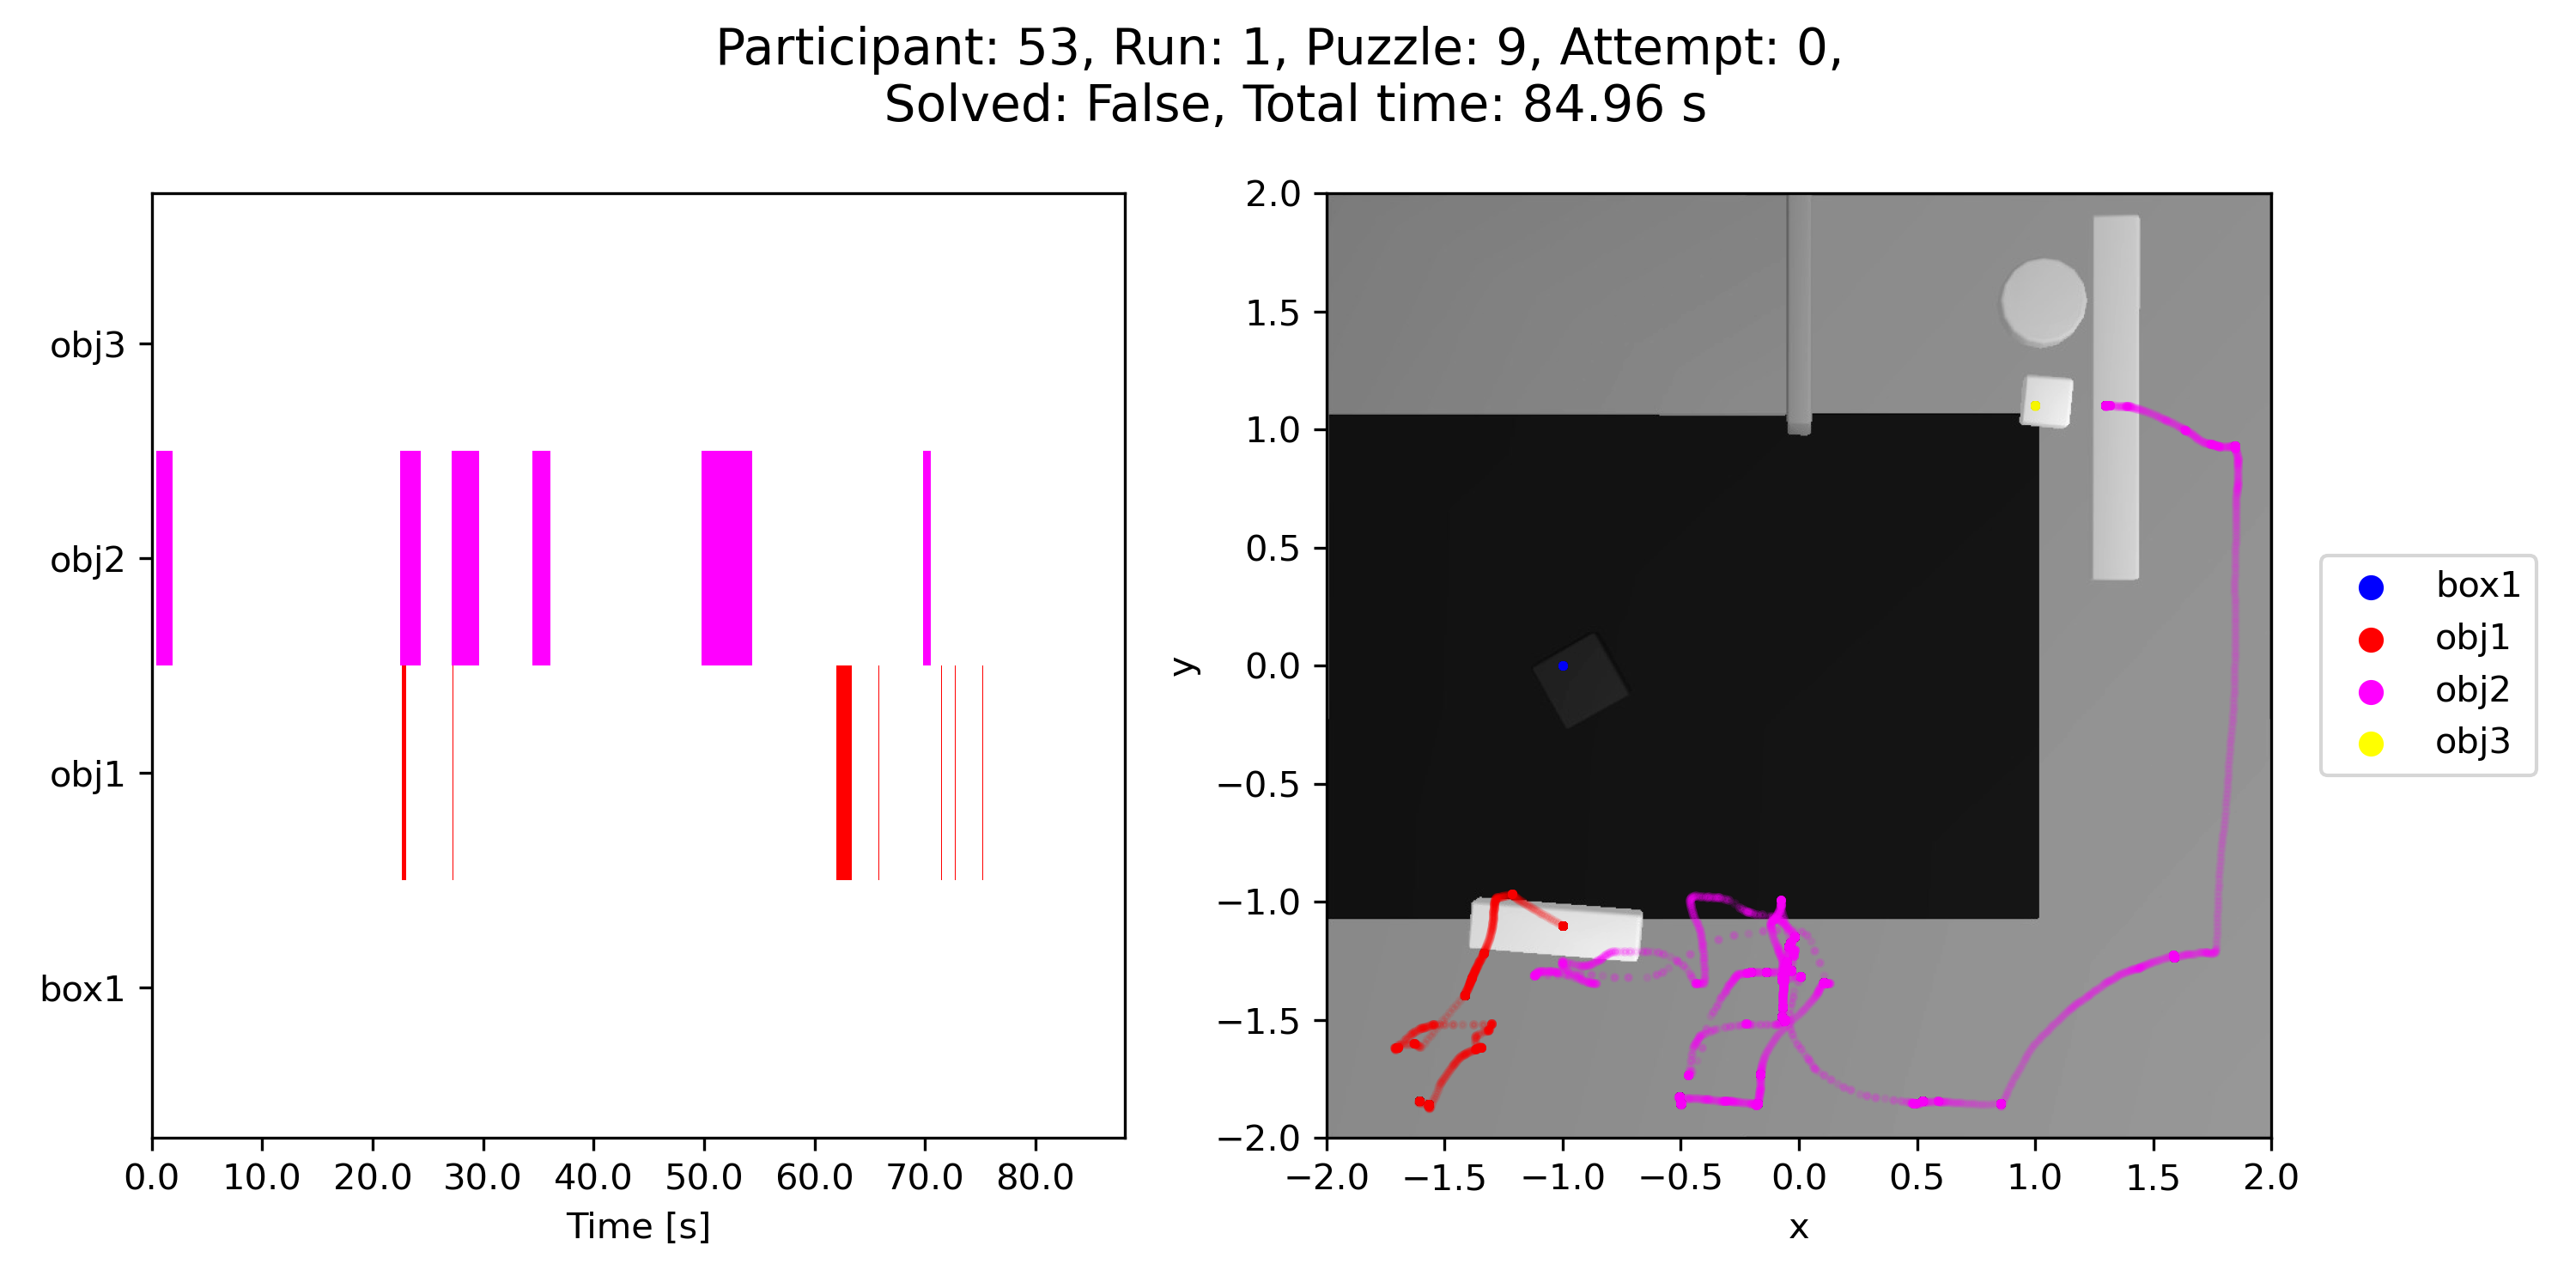 Participant: 53, Run: 1, Puzzle: 9, Attempt: 0,
Solved: False, Total time: 84.96 s
obj3
obj2
obj1
box1
0.0 10.0 20.0 30.0 40.0 50.0 60.0 70.0 80.0
Time [s]
2.0
1.5
1.0
0.5
0.0
−0.5
−1.0
−1.5
−2.0
y
−2.0 −1.5 −1.0 −0.5 0.0 0.5 1.0 1.5 2.0
x
box1
obj1
obj2
obj3